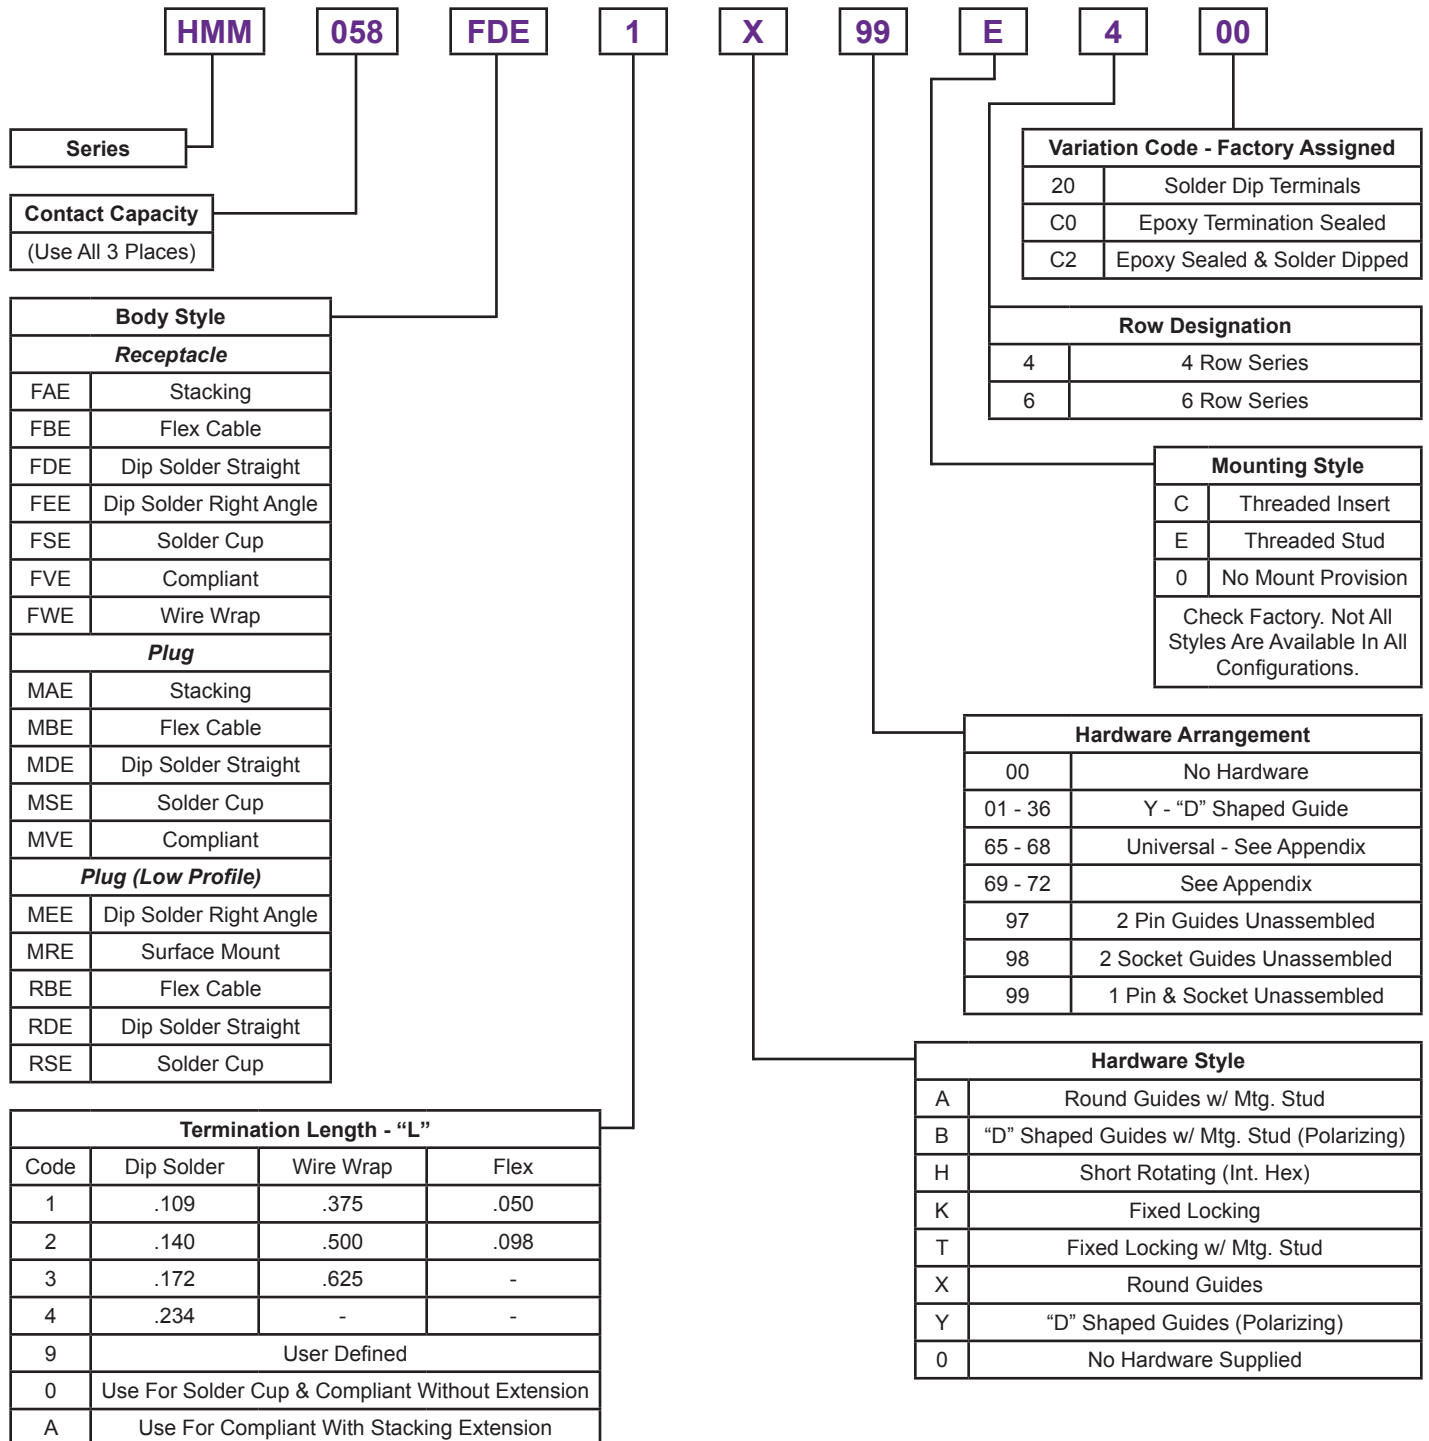 HMM 058 FDE 1 X 99 E 4 00
Series
Contact Capacity
(Use All 3 Places)
Body Style
Receptacle
FAE Stacking
FBE Flex Cable
FDE Dip Solder Straight
FEE Dip Solder Right Angle
FSE Solder Cup
FVE Compliant
FWE Wire Wrap
Plug
MAE Stacking
MBE Flex Cable
MDE Dip Solder Straight
MSE Solder Cup
MVE Compliant
Plug (Low Profile)
MEE Dip Solder Right Angle
MRE Surface Mount
RBE Flex Cable
RDE Dip Solder Straight
RSE Solder Cup
Termination Length - “L”
Code Dip Solder Wire Wrap Flex
1 .109 .375 .050
2 .140 .500 .098
3 .172 .625 -
4 .234 - -
9 User Defined
0 Use For Solder Cup & Compliant Without Extension
A Use For Compliant With Stacking Extension
Variation Code - Factory Assigned
20 Solder Dip Terminals
C0 Epoxy Termination Sealed
C2 Epoxy Sealed & Solder Dipped
Row Designation
4 4 Row Series
6 6 Row Series
Mounting Style
C Threaded Insert
E Threaded Stud
0 No Mount Provision
Check Factory. Not All
Styles Are Available In All
Configurations.
Hardware Arrangement
00 No Hardware
01 - 36 Y - “D” Shaped Guide
65 - 68 Universal - See Appendix
69 - 72 See Appendix
97 2 Pin Guides Unassembled
98 2 Socket Guides Unassembled
99 1 Pin & Socket Unassembled
Hardware Style
A Round Guides w/ Mtg. Stud
B “D” Shaped Guides w/ Mtg. Stud (Polarizing)
H Short Rotating (Int. Hex)
K Fixed Locking
T Fixed Locking w/ Mtg. Stud
X Round Guides
Y “D” Shaped Guides (Polarizing)
0 No Hardware Supplied